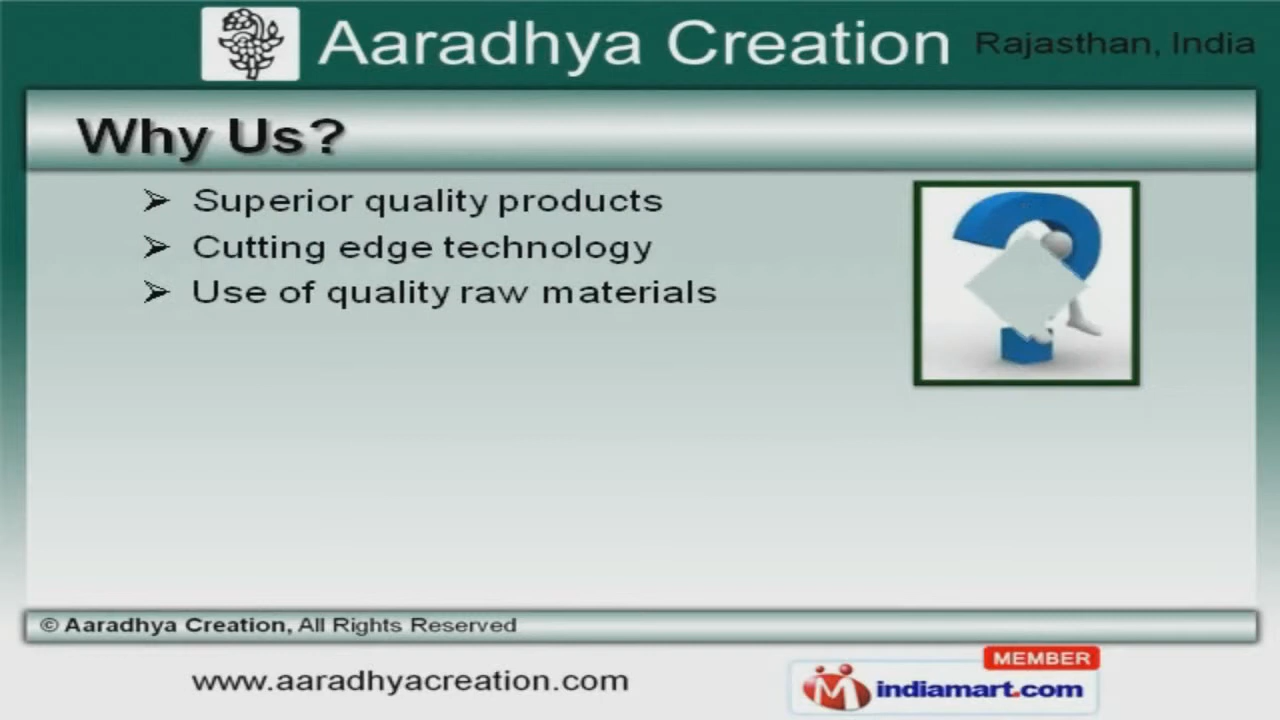 Aaradhya Creation
Rajasthan, India
Why Us?
Superior quality products
Cutting edge technology
Use of quality raw materials
© Aaradhya Creation, All Rights Reserved
www.aaradhyacreation.com
MEMBER
indiamart.com